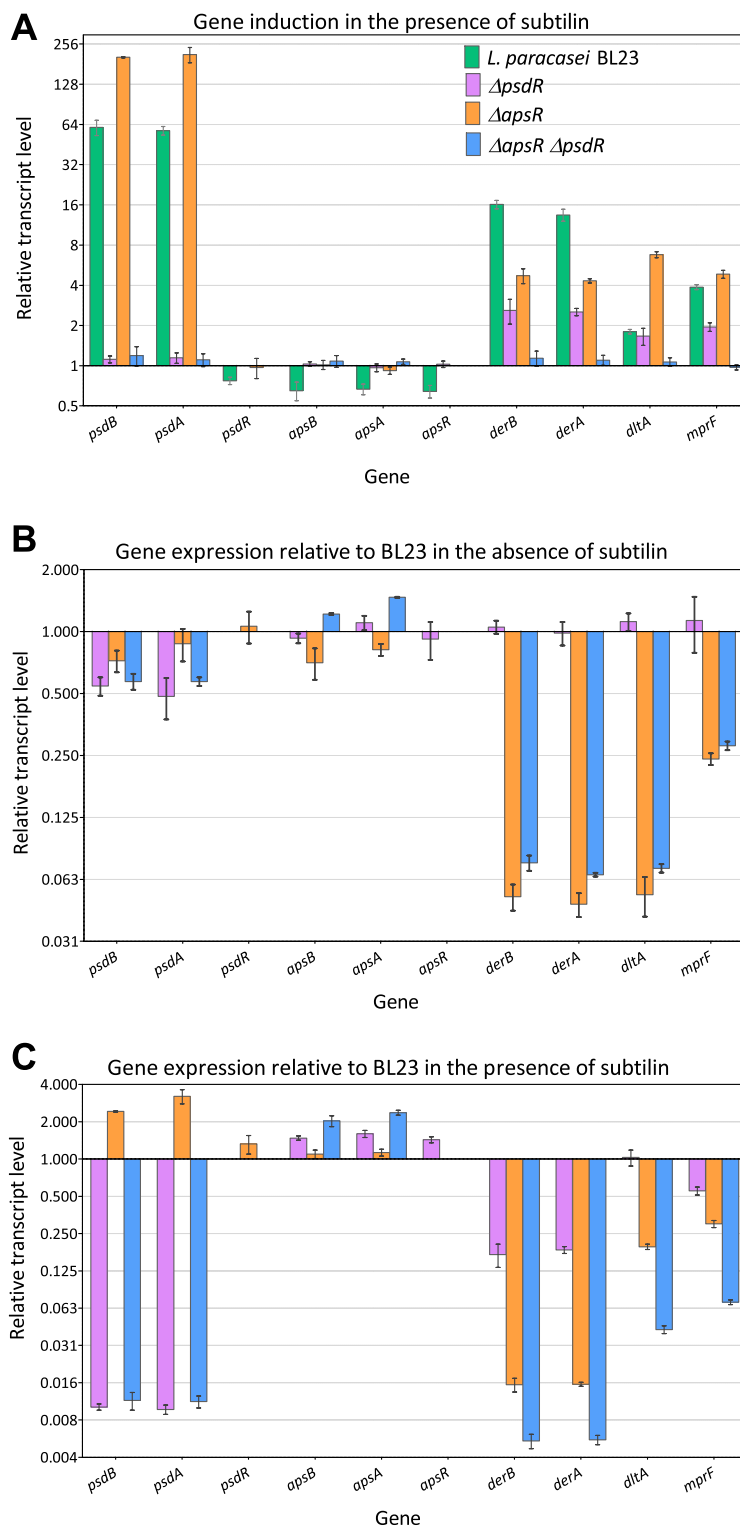 A
Gene induction in the presence of subtilin
Relative transcript level
256
128
64
32
16
8
4
2
1
0.5
L. paracasei BL23
ΔpsdR
ΔapsR
ΔapsR ΔpsdR
psdB psdA psdR apsB apsA apsR derB derA dltA mprF
Gene
B
Gene expression relative to BL23 in the absence of subtilin
Relative transcript level
2.000
1.000
0.500
0.250
0.125
0.063
0.031
psdB psdA psdR apsB apsA apsR derB derA dltA mprF
Gene
C
Gene expression relative to BL23 in the presence of subtilin
Relative transcript level
4.000
2.000
1.000
0.500
0.250
0.125
0.063
0.031
0.016
0.008
0.004
psdB psdA psdR apsB apsA apsR derB derA dltA mprF
Gene